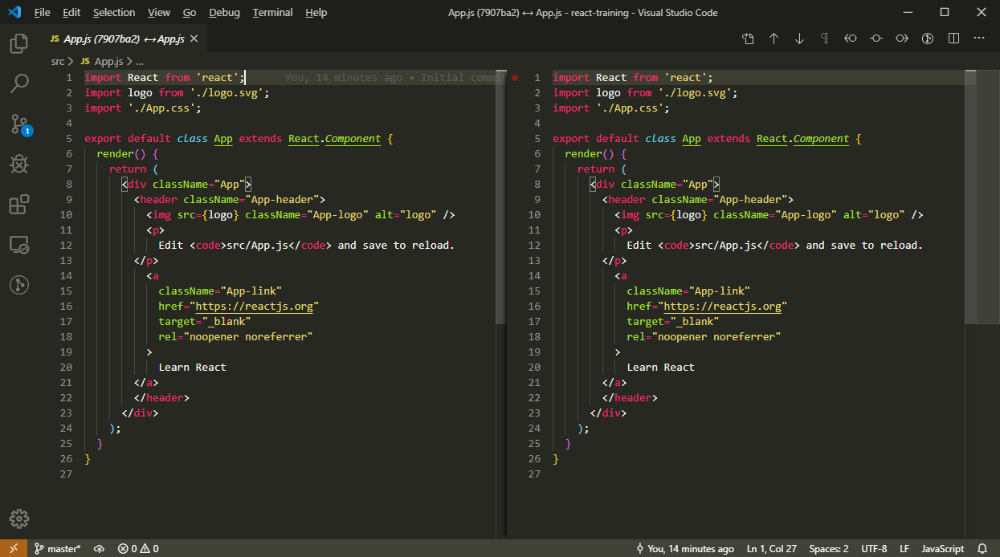 File Edit Selection View Go Debug Terminal Help
App.js (7907ba2) ↔ App.js - react-training - Visual Studio Code
JS App.js (7907ba2) ↔ App.js
src > JS App.js > ...
1
1 import React from 'react';
You, 14 minutes ago • Initial commi
2 import logo from './logo.svg';
3 import './App.css';
4
5 export default class App extends React.Component {
6   render() {
7     return (
8       <div className="App">
9         <header className="App-header">
10           <img src={logo} className="App-logo" alt="logo" />
11           <p>
12             Edit <code>src/App.js</code> and save to reload.
13         </p>
14           <a
15             className="App-link"
16             href="https://reactjs.org"
17             target="_blank"
18             rel="noopener noreferrer"
19           >
20             Learn React
21         </a>
22         </header>
23       </div>
24     );
25   }
26 }
27
1 import React from 'react';
2 import logo from './logo.svg';
3 import './App.css';
4
5 export default class App extends React.Component {
6   render() {
7     return (
8       <div className="App">
9         <header className="App-header">
10           <img src={logo} className="App-logo" alt="logo" />
11           <p>
12             Edit <code>src/App.js</code> and save to reload.
13         </p>
14           <a
15             className="App-link"
16             href="https://reactjs.org"
17             target="_blank"
18             rel="noopener noreferrer"
19           >
20             Learn React
21         </a>
22         </header>
23       </div>
24     );
25   }
26 }
27
master* 0 0 You, 14 minutes ago Ln 1, Col 27 Spaces: 2 UTF-8 LF JavaScript